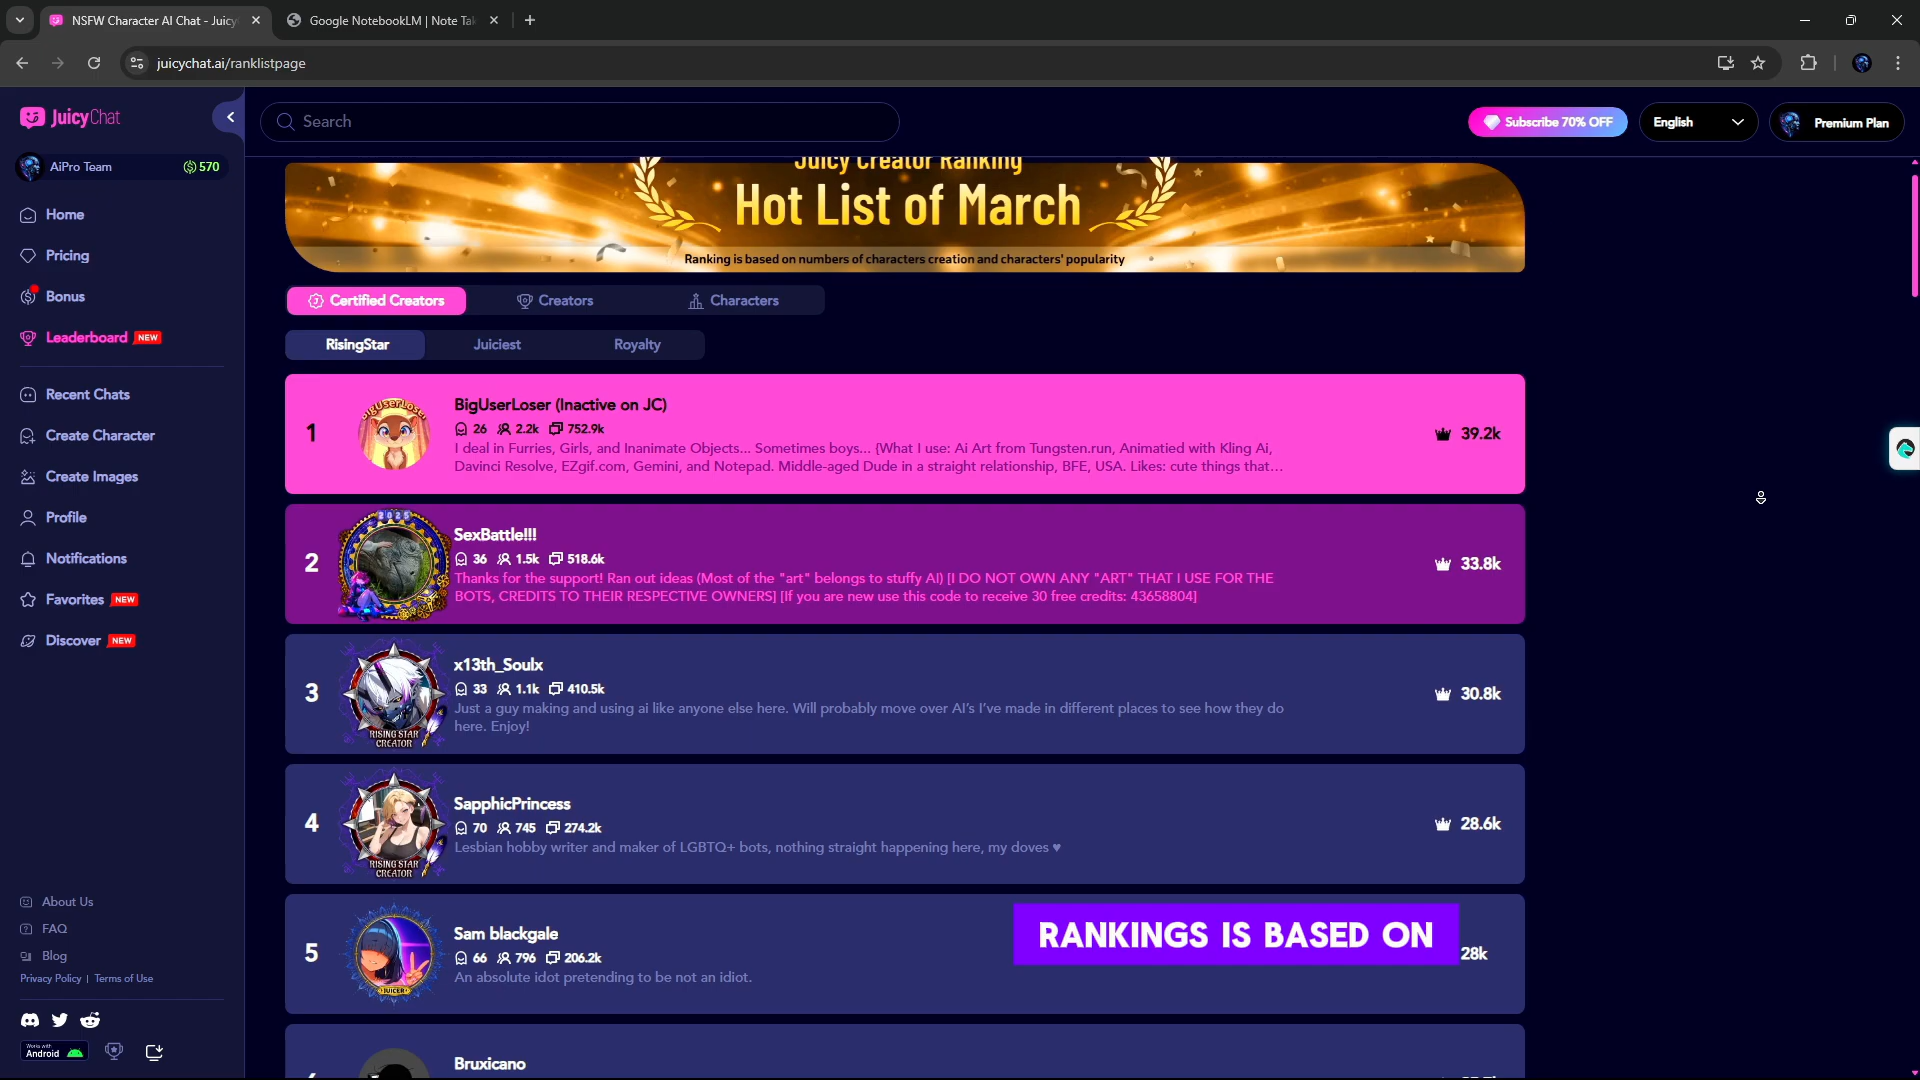 NSFW Character AI Chat - Juicy
Google NotebookLM | Note Tak
juicychat.ai/ranklistpage
JuicyChat
Search
Subscribe 70% OFF
English
Premium Plan
AiPro Team
570
Home
Pricing
Bonus
Leaderboard NEW
Recent Chats
Create Character
Create Images
Profile
Notifications
Favorites NEW
Discover NEW
About Us
FAQ
Blog
Privacy Policy | Terms of Use
Works with
Android
Juicy Creator Ranking
Hot List of March
Ranking is based on numbers of characters creation and characters' popularity
Certified Creators
Creators
Characters
RisingStar
Juiciest
Royalty
1
BigUserLoser
BigUserLoser (Inactive on JC)
26 2.2k 752.9k
I deal in Furries, Girls, and Inanimate Objects... Sometimes boys... {What I use: Ai Art from Tungsten.run, Animatied with Kling Ai,
Davinci Resolve, EZgif.com, Gemini, and Notepad. Middle-aged Dude in a straight relationship, BFE, USA. Likes: cute things that...
39.2k
2
2025
SexBattle!!!
36 1.5k 518.6k
Thanks for the support! Ran out ideas (Most of the "art" belongs to stuffy AI) [I DO NOT OWN ANY "ART" THAT I USE FOR THE
BOTS, CREDITS TO THEIR RESPECTIVE OWNERS] [If you are new use this code to receive 30 free credits: 43658804]
33.8k
3
RISING STAR
CREATOR
x13th_Soulx
33 1.1k 410.5k
Just a guy making and using ai like anyone else here. Will probably move over AI's I've made in different places to see how they do
here. Enjoy!
30.8k
4
RISING STAR
CREATOR
SapphicPrincess
70 745 274.2k
Lesbian hobby writer and maker of LGBTQ+ bots, nothing straight happening here, my doves ♥
28.6k
5
JUICER
Sam blackgale
66 796 206.2k
An absolute idot pretending to be not an idiot.
RANKINGS IS BASED ON
28k
Bruxicano